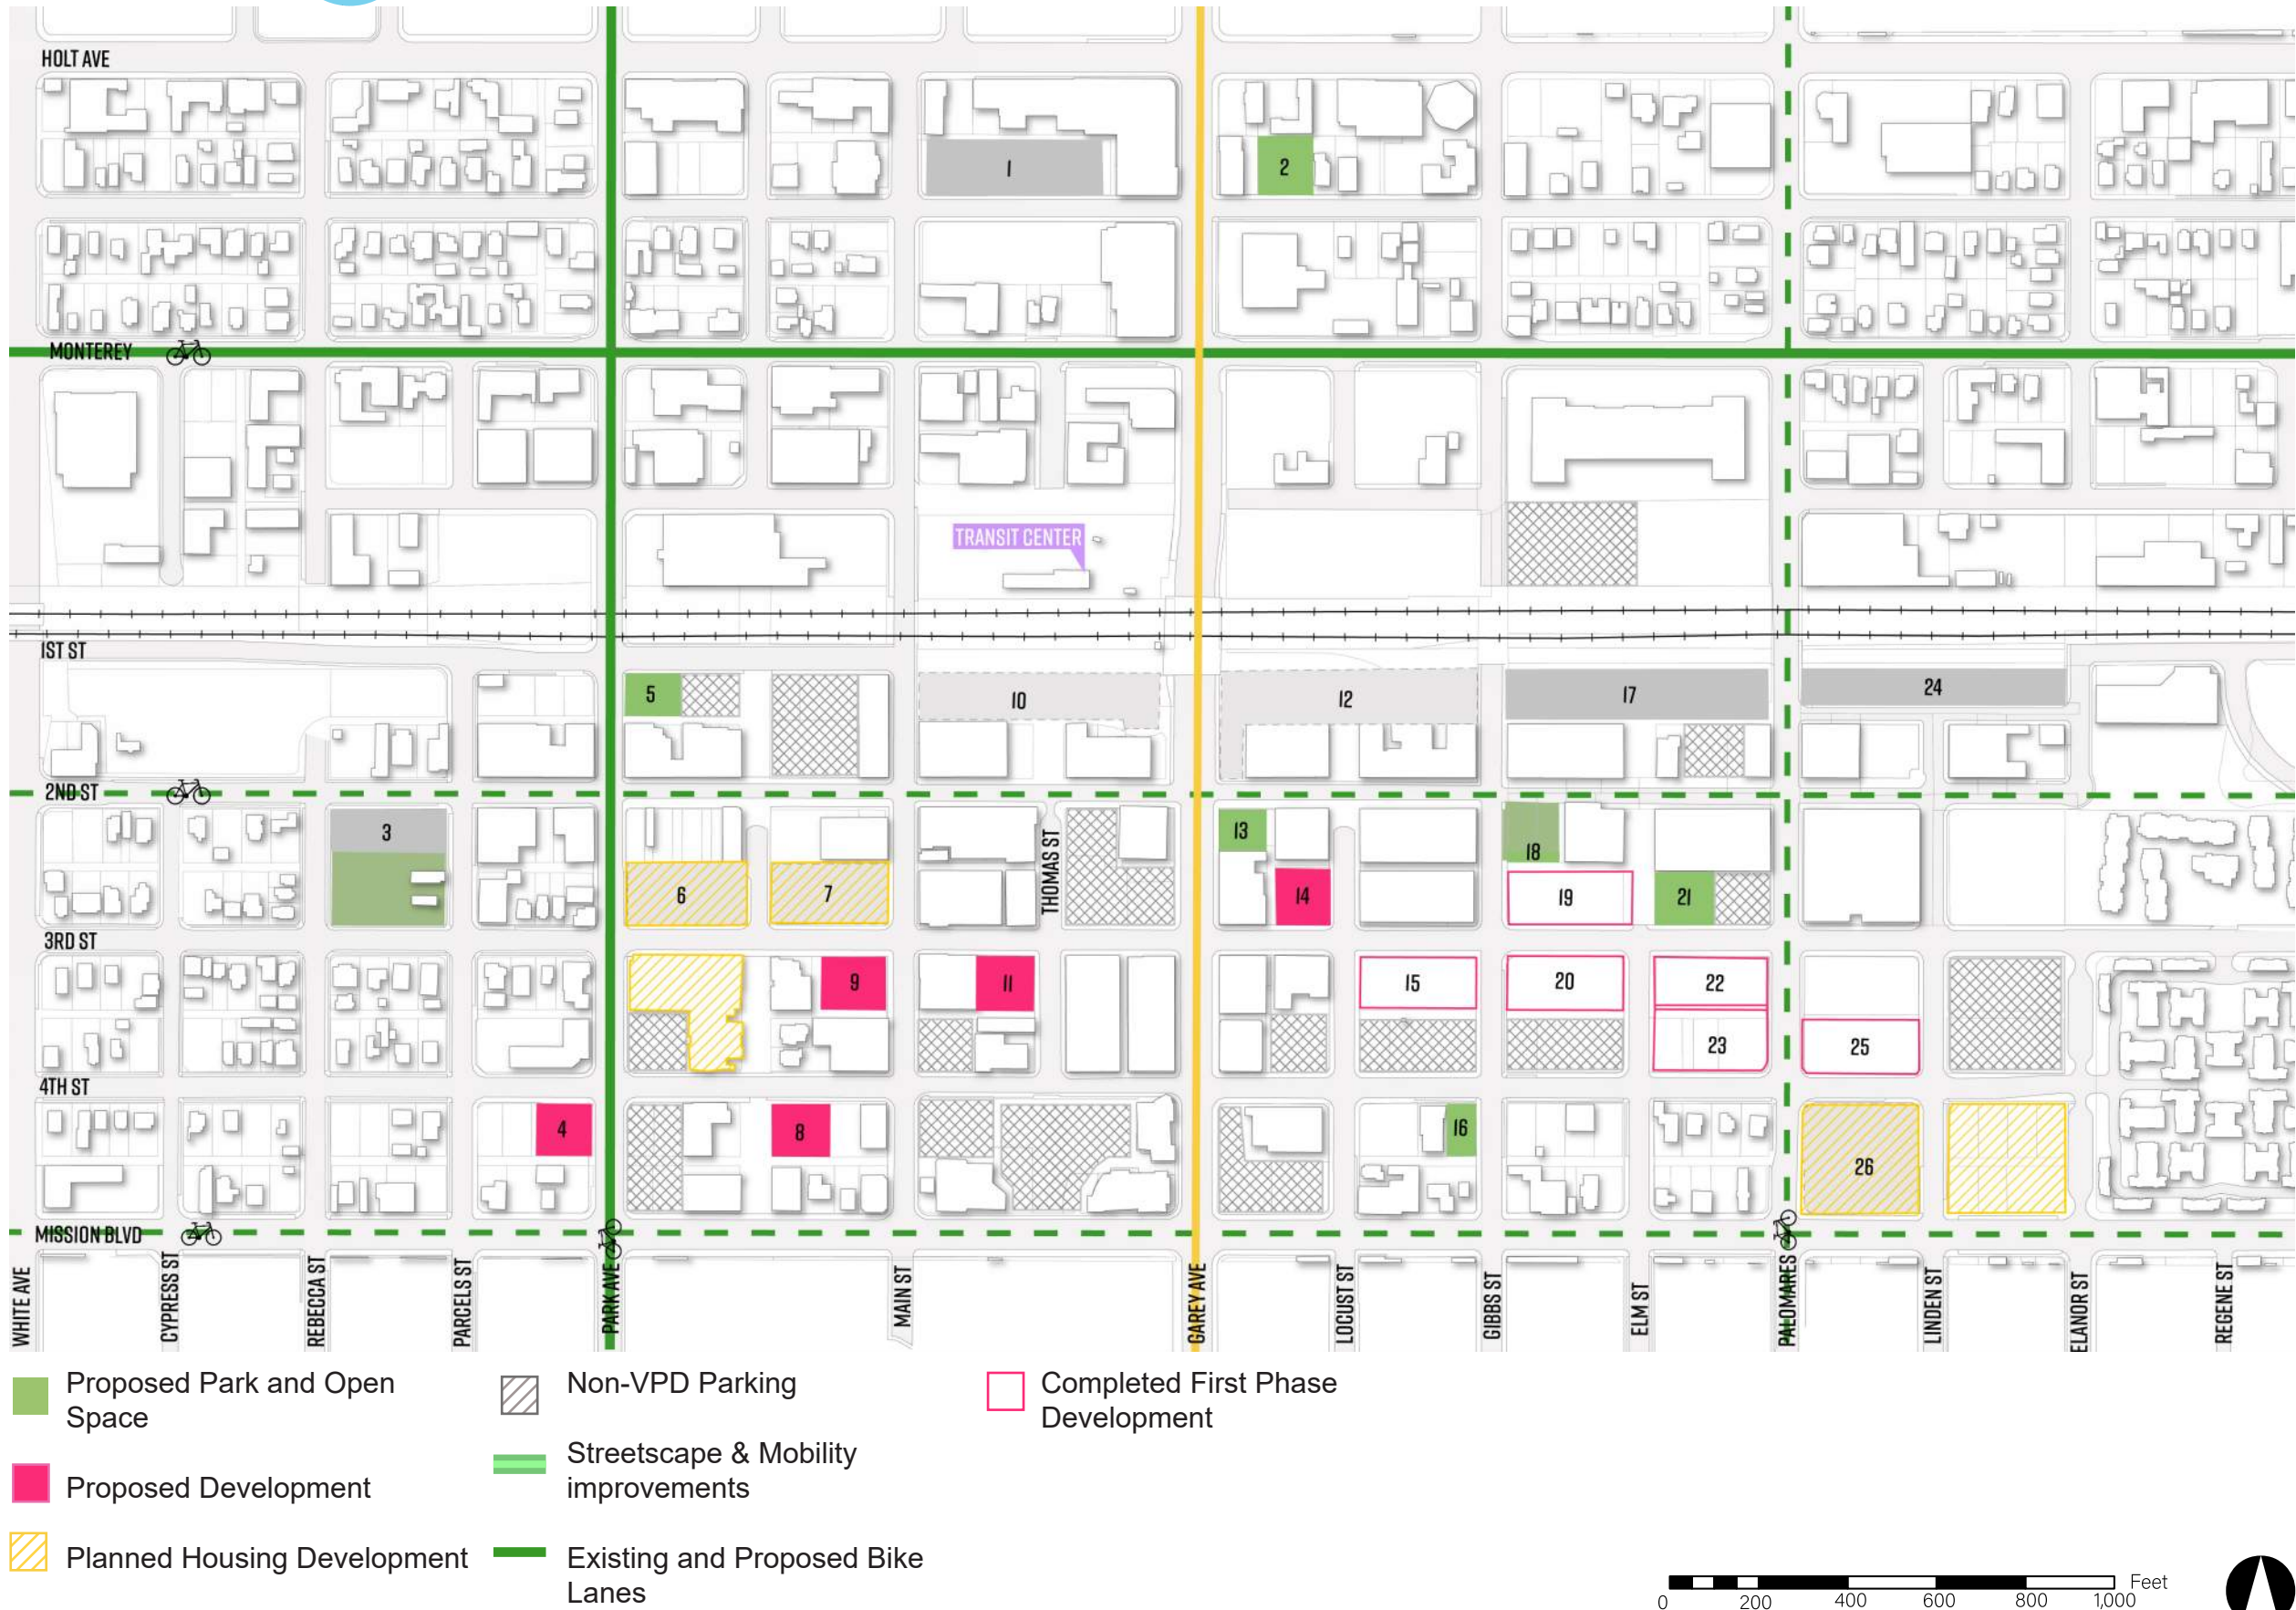 HOLT AVE
1
2
MONTEREY
TRANSIT CENTER
1ST ST
5
10
12
17
24
2ND ST
3
6
7
THOMAS ST
13
14
18
19
21
3RD ST
9
11
15
20
22
23
25
4TH ST
4
8
16
26
MISSION BLVD
WHITE AVE
CYPRESS ST
REBECCA ST
PARCELS ST
PARK AVE
MAIN ST
GAREY AVE
LOCUST ST
GIBBS ST
ELM ST
PALOMARES
LINDEN ST
ELANOR ST
REGENE ST
Proposed Park and Open
Space
Proposed Development
Planned Housing Development
Non-VPD Parking
Streetscape & Mobility
improvements
Existing and Proposed Bike
Lanes
Completed First Phase
Development
Feet
0 200 400 600 800 1,000